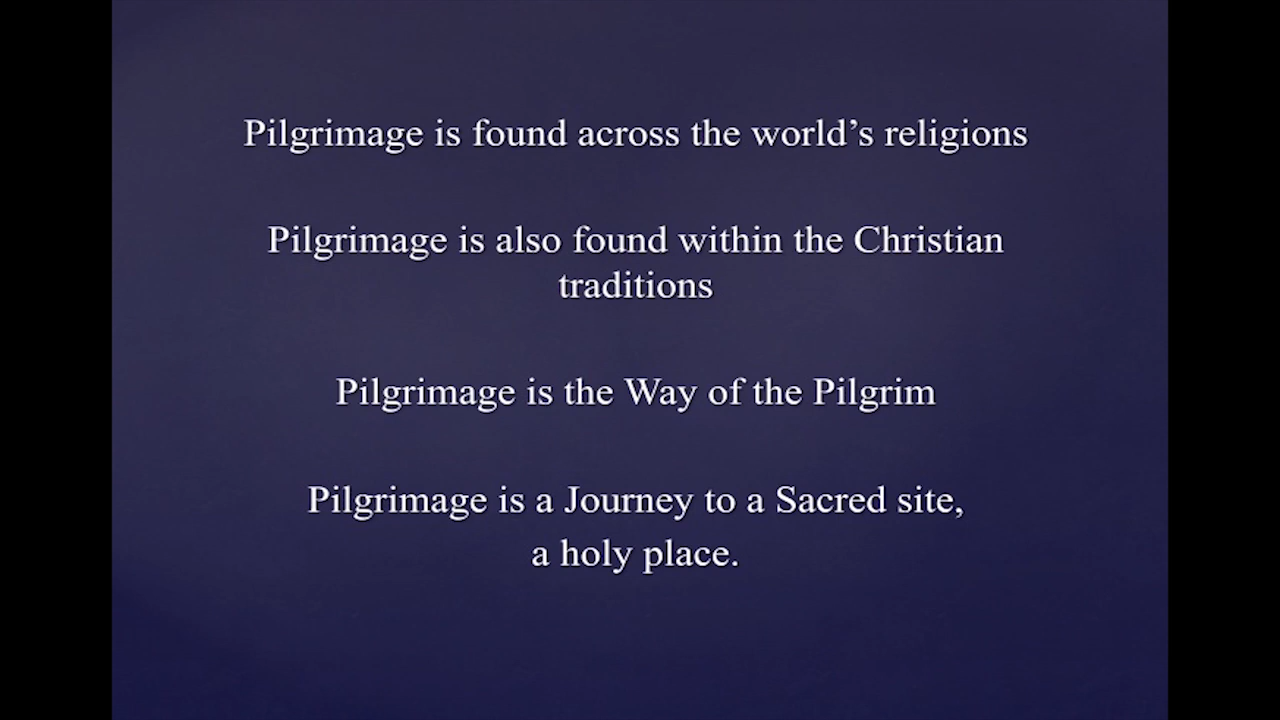 Pilgrimage is found across the world’s religions
Pilgrimage is also found within the Christian
traditions
Pilgrimage is the Way of the Pilgrim
Pilgrimage is a Journey to a Sacred site,
a holy place.